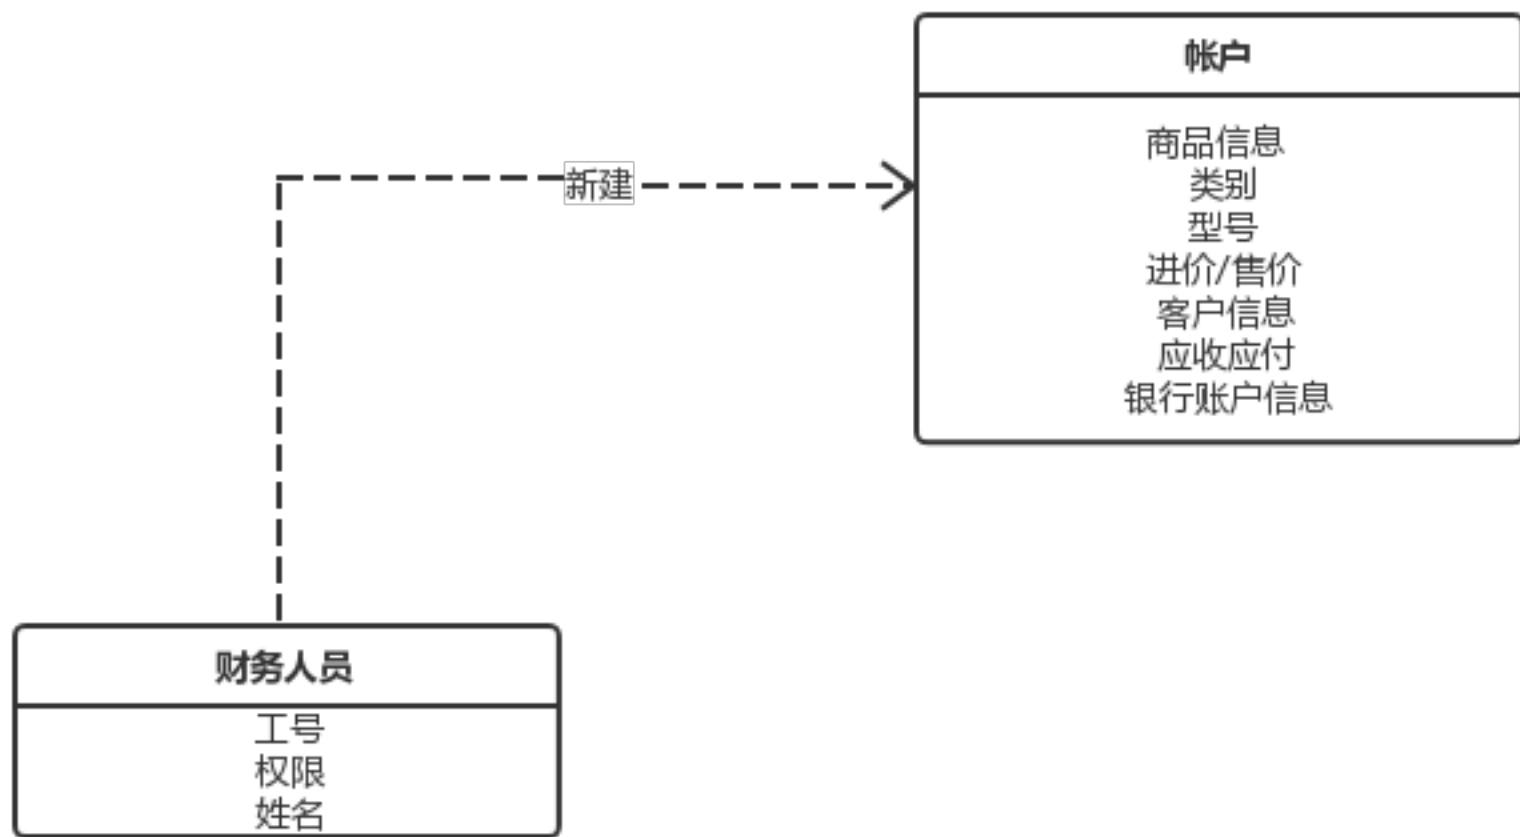 帐户
商品信息
类别
型号
进价/售价
客户信息
应收应付
银行账户信息
新建
财务人员
工号
权限
姓名